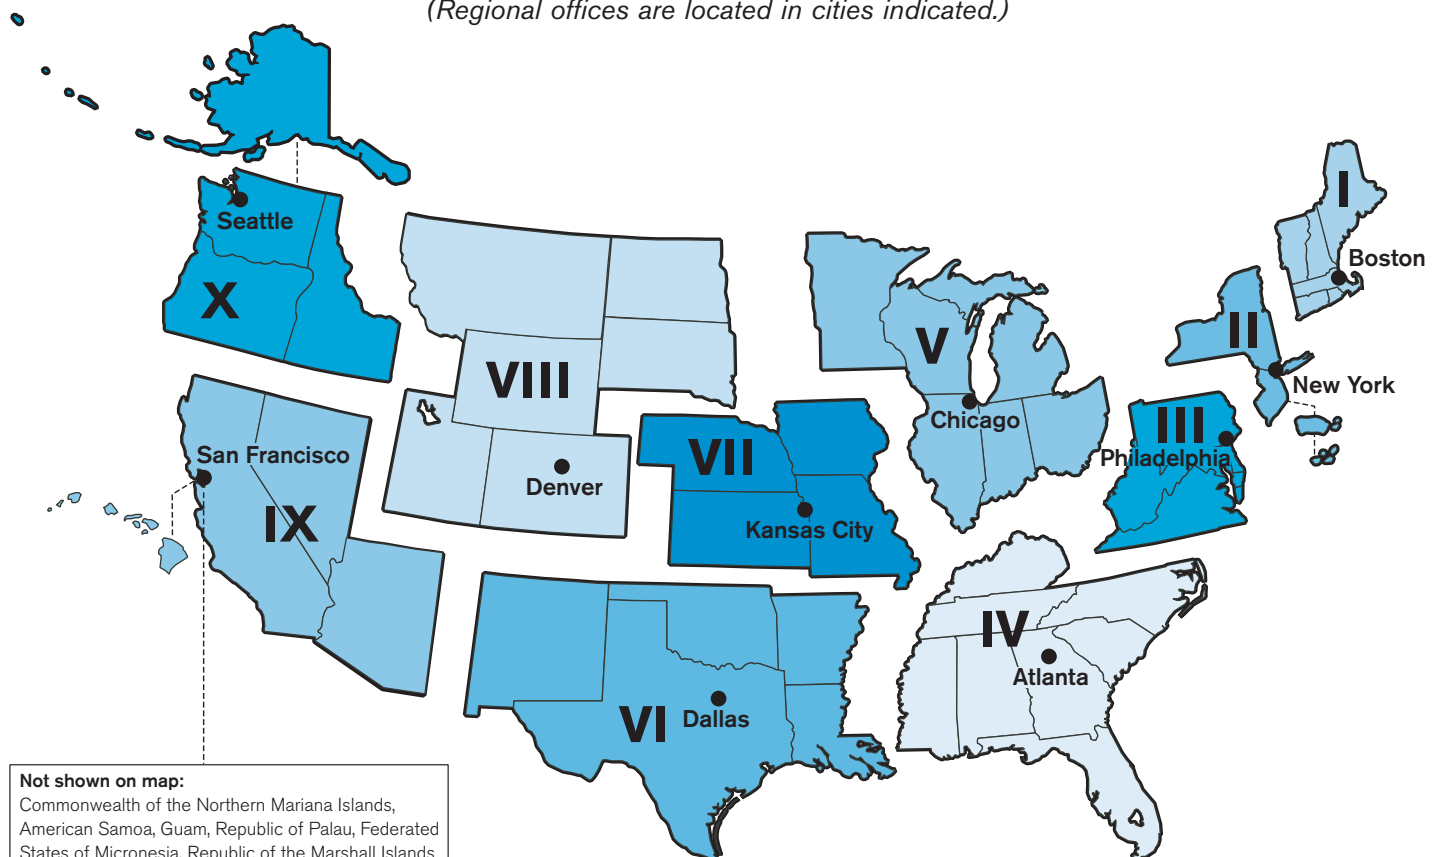 (Regional offices are located in cities indicated.)
I
Seattle
Boston
X
II
V
VIII
New York
Chicago
III
San Francisco
VII
Philadelphia
Denver
IX
Kansas City
IV
Atlanta
VI
Dallas
Not shown on map:
Commonwealth of the Northern Mariana Islands,
American Samoa, Guam, Republic of Palau, Federated
States of Micronesia, Republic of the Marshall Islands